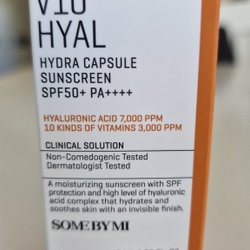 V10
HYAL
HYDRA CAPSULE
SUNSCREEN
SPF50+ PA++++
HYALURONIC ACID 7,000 PPM
10 KINDS OF VITAMINS 3,000 PPM
CLINICAL SOLUTION
Non-Comedogenic Tested
Dermatologist Tested
A moisturizing sunscreen with SPF
protection and high level of hyaluronic
acid complex that hydrates and
soothes skin with an invisible finish.
SOME BY MI